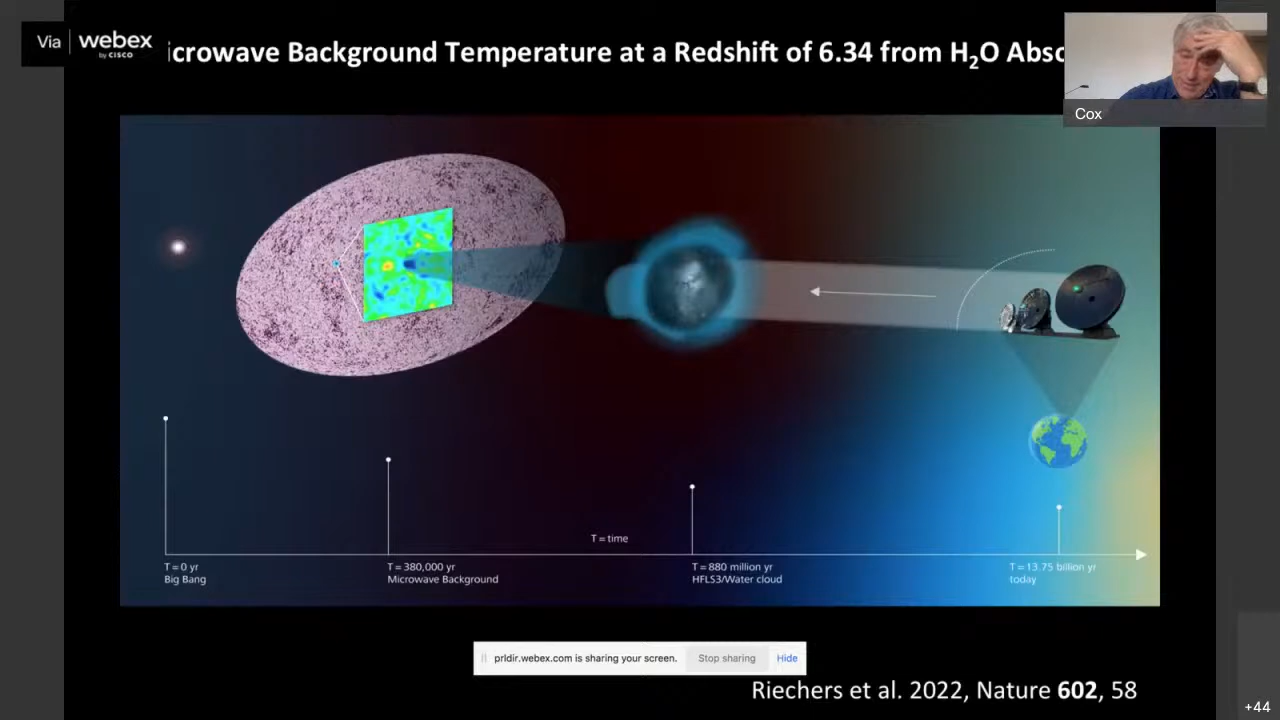 Via webex
by CISCO
icrowave Background Temperature at a Redshift of 6.34 from H₂O Abso
Cox
T = time
T = 0 yr
Big Bang
T = 380,000 yr
Microwave Background
T = 880 million yr
HFLS3/Water cloud
T = 13.75 billion yr
today
prldir.webex.com is sharing your screen. Stop sharing Hide
Riechers et al. 2022, Nature 602, 58
+44